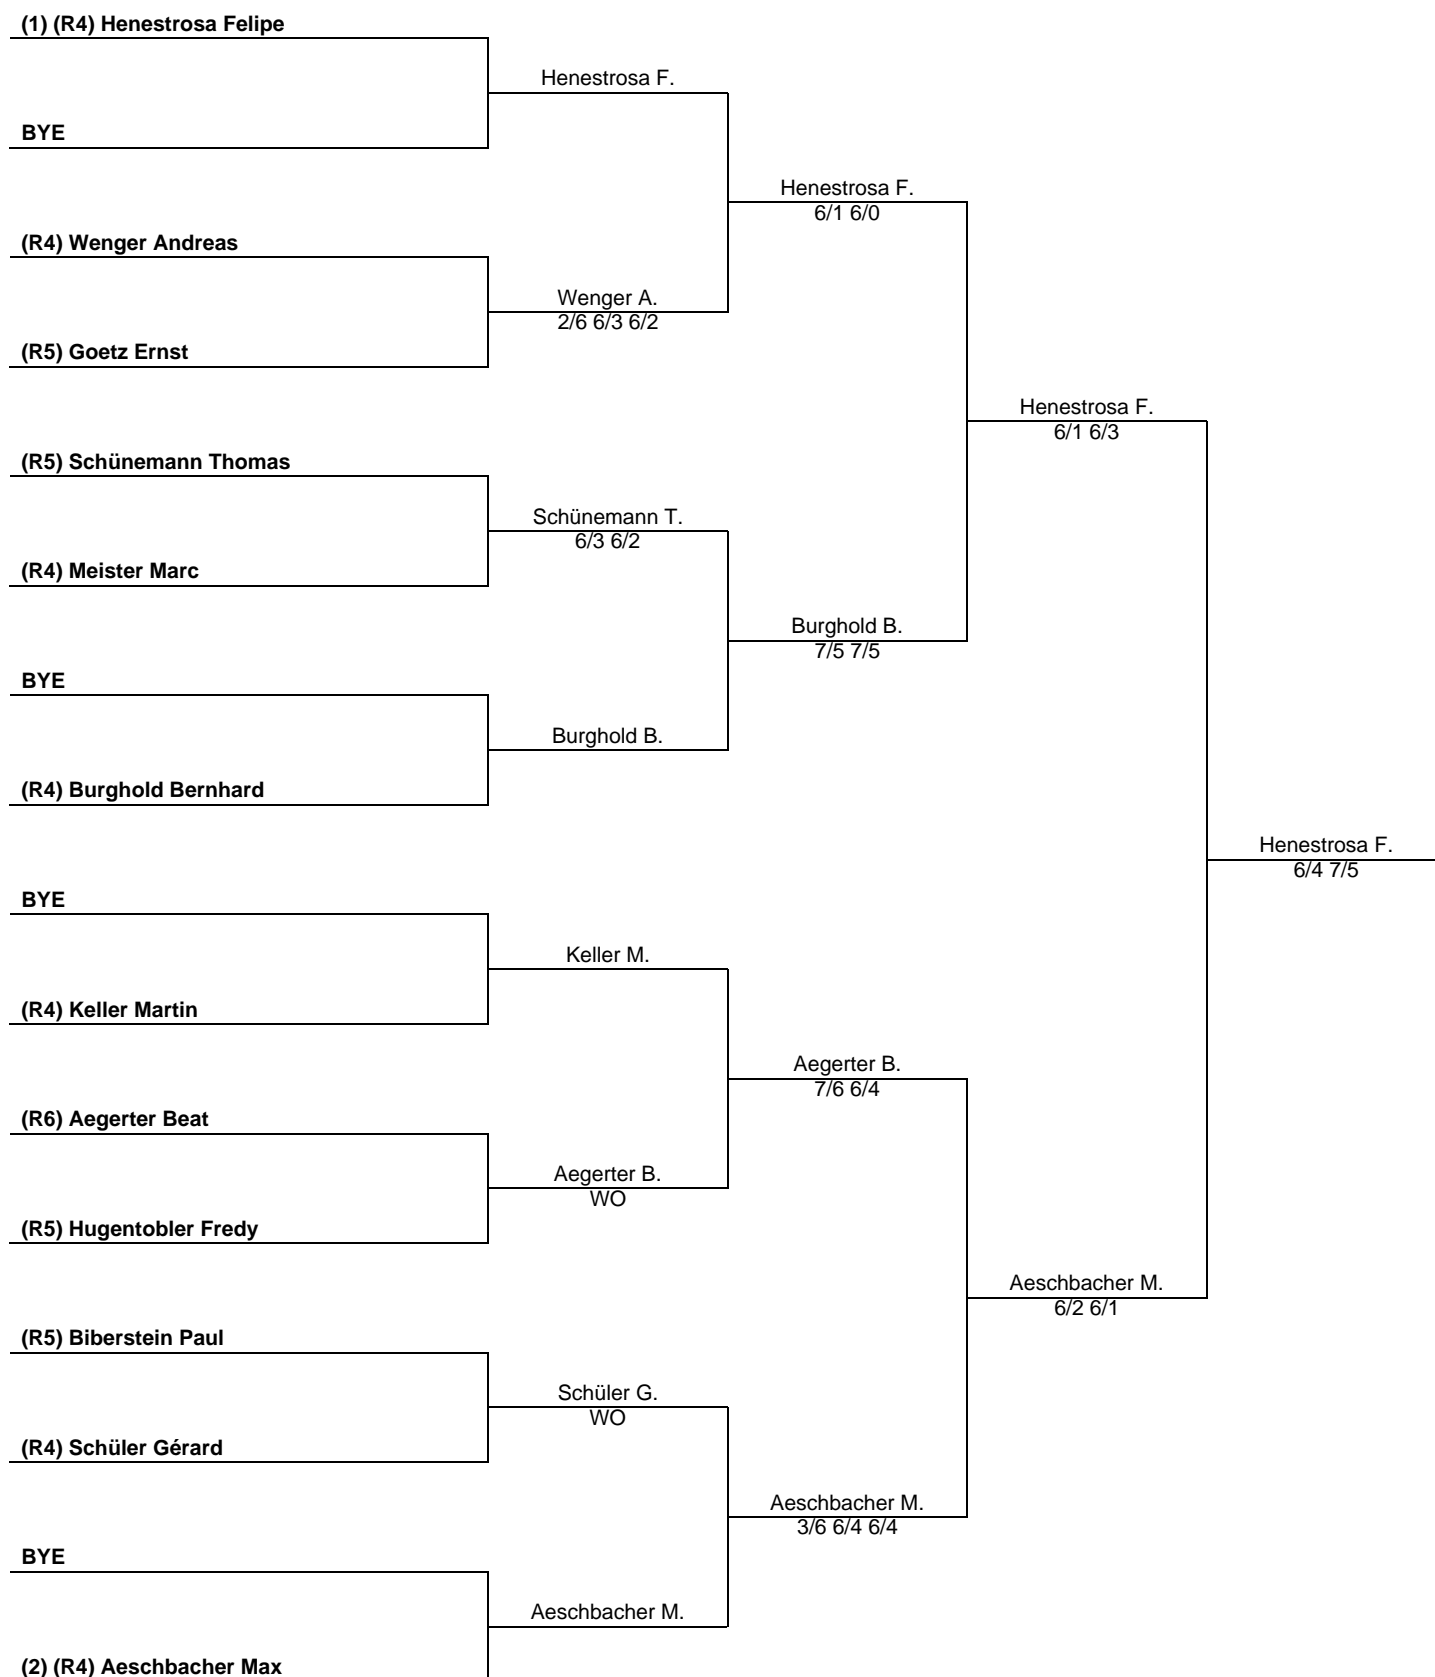 (1) (R4) Henestrosa Felipe
Henestrosa F.
BYE
Henestrosa F.
6/1 6/0
(R4) Wenger Andreas
Wenger A.
2/6 6/3 6/2
(R5) Goetz Ernst
Henestrosa F.
6/1 6/3
(R5) Schünemann Thomas
Schünemann T.
6/3 6/2
(R4) Meister Marc
Burghold B.
7/5 7/5
BYE
Burghold B.
(R4) Burghold Bernhard
Henestrosa F.
6/4 7/5
BYE
Keller M.
(R4) Keller Martin
Aegerter B.
7/6 6/4
(R6) Aegerter Beat
Aegerter B.
WO
(R5) Hugentobler Fredy
Aeschbacher M.
6/2 6/1
(R5) Biberstein Paul
Schüler G.
WO
(R4) Schüler Gérard
Aeschbacher M.
3/6 6/4 6/4
BYE
Aeschbacher M.
(2) (R4) Aeschbacher Max